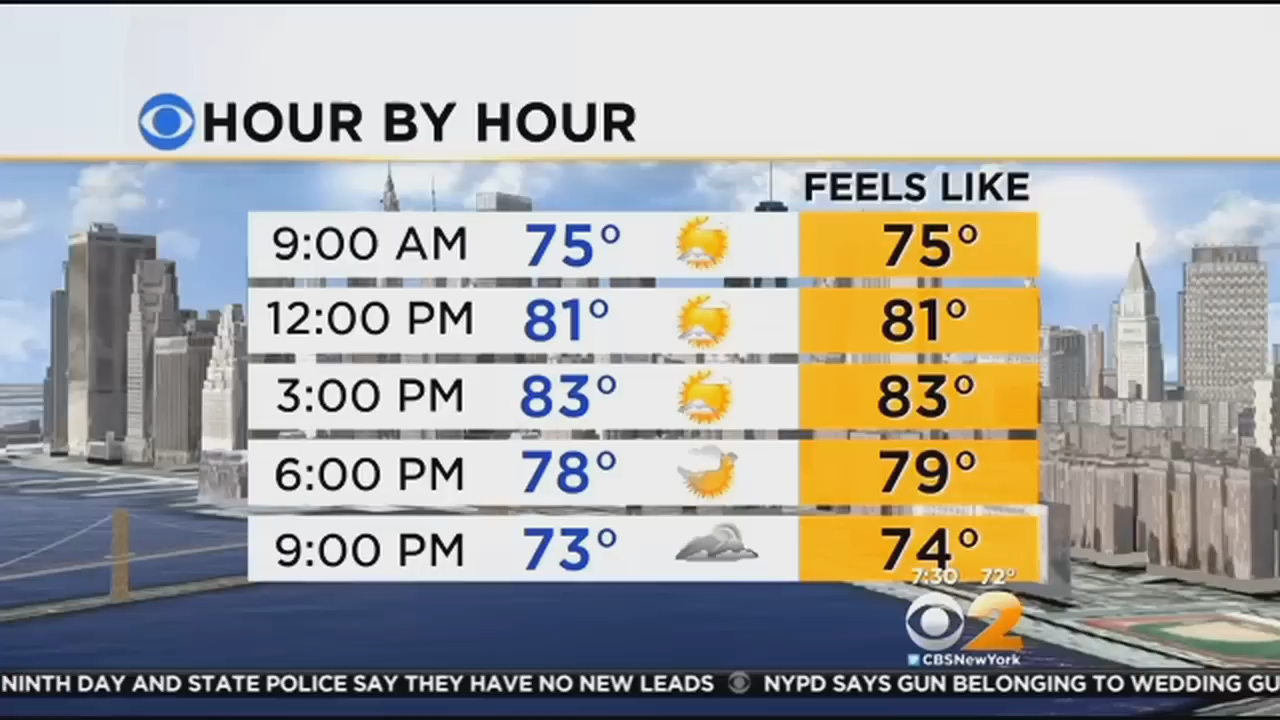 HOUR BY HOUR
FEELS LIKE
9:00 AM 75° 75°
12:00 PM 81° 81°
3:00 PM 83° 83°
6:00 PM 78° 79°
9:00 PM 73° 74°
7:30 72°
2
CBSNewYork
NINTH DAY AND STATE POLICE SAY THEY HAVE NO NEW LEADS NYPD SAYS GUN BELONGING TO WEDDING GU